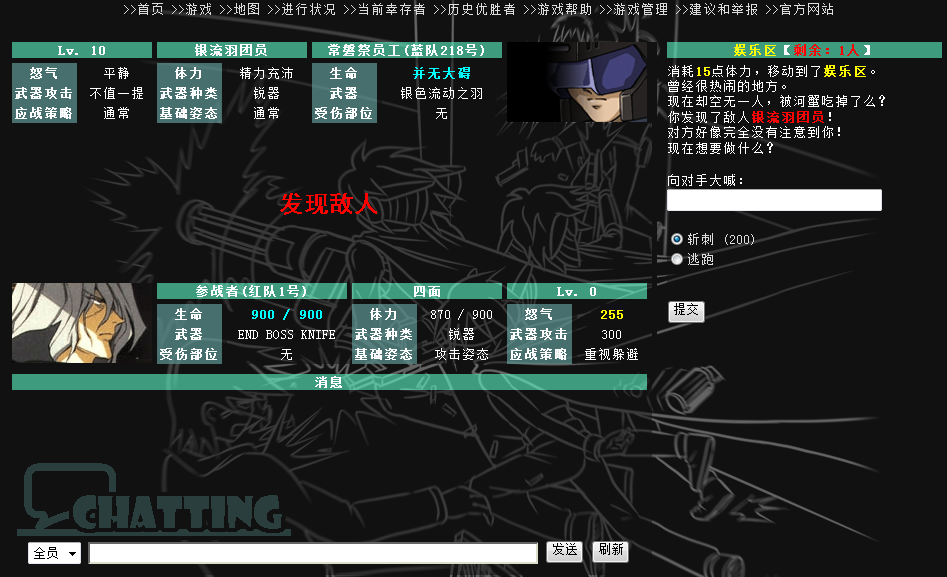 >>首页 >>游戏 >>地图 >>进行状况 >>当前幸存者 >>历史优胜者 >>游戏帮助 >>游戏管理 >>建议和举报 >>官方网站
Lv. 10 银流羽团员 常磐祭员工(蓝队218号)
怒气 平静 体力 精力充沛 生命 并无大碍
武器攻击 不值一提 武器种类 锐器 武器 银色流动之羽
应战策略 通常 基础姿态 通常 受伤部位 无
发现敌人
参战者(红队1号) 四面 Lv. 0
生命 900 / 900 体力 870 / 900 怒气 255
武器 END BOSS KNIFE 武器种类 锐器 武器攻击 300
受伤部位 无 基础姿态 攻击姿态 应战策略 重视躲避
消息
CHATTING
全员 发送 刷新
娱乐区【剩余：1人】
消耗15点体力，移动到了娱乐区。
曾经很热闹的地方。
现在却空无一人，被河蟹吃掉了么？
你发现了敌人银流羽团员！
对方好像完全没有注意到你！
现在想要做什么？
向对手大喊：
斩刺 (200)
逃跑
提交